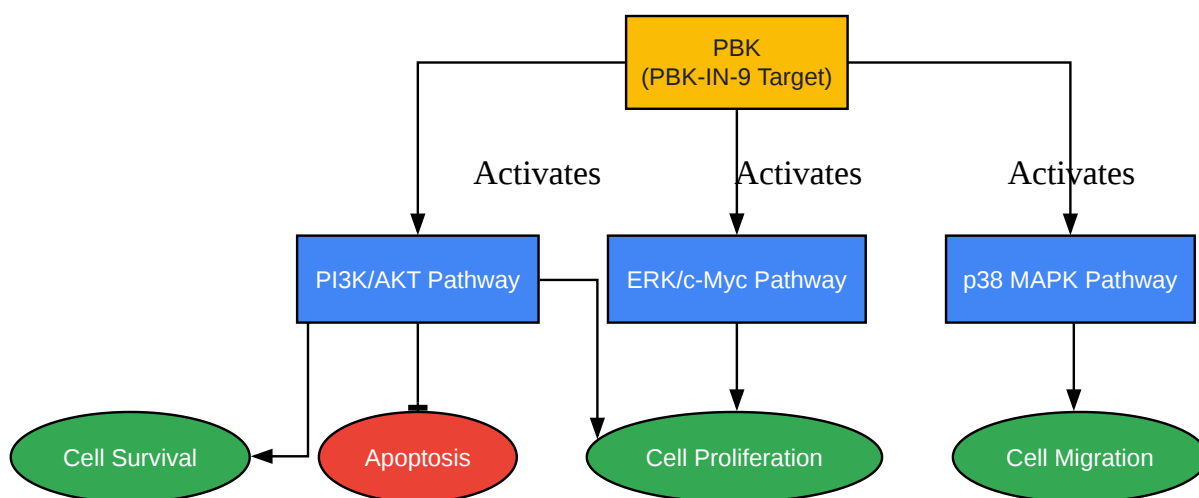 PBK
(PBK-IN-9 Target)
Activates
Activates
Activates
PI3K/AKT Pathway
ERK/c-Myc Pathway
p38 MAPK Pathway
Cell Survival
Apoptosis
Cell Proliferation
Cell Migration